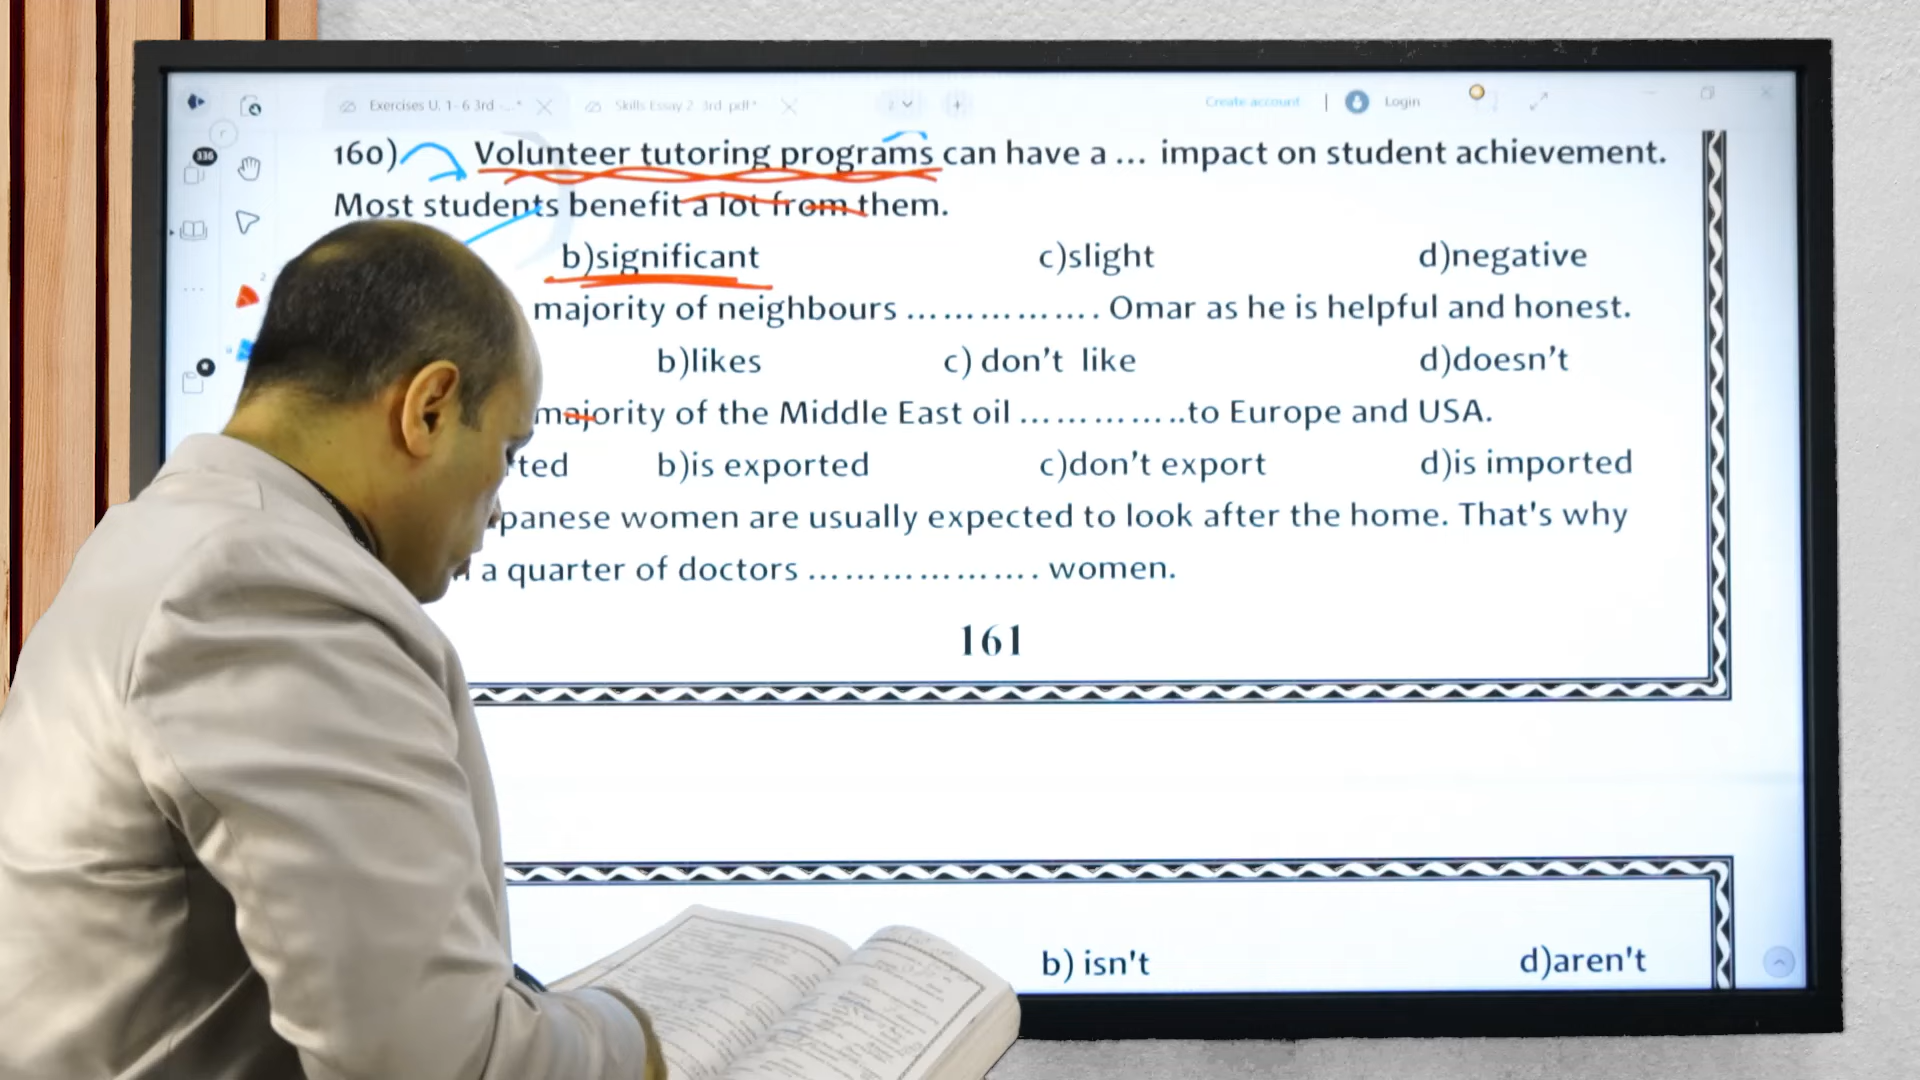 Exercises U. 1- 6 3rd -...* Skills Essay 2 3rd pdf* Create account | Login
336
160) Volunteer tutoring programs can have a ... impact on student achievement.
Most students benefit a lot from them.
b)significant c)slight d)negative
majority of neighbours ................ Omar as he is helpful and honest.
b)likes c) don't like d)doesn't
majority of the Middle East oil ..............to Europe and USA.
ted b)is exported c)don't export d)is imported
panese women are usually expected to look after the home. That's why
a quarter of doctors .................... women.
161
b) isn't d)aren't